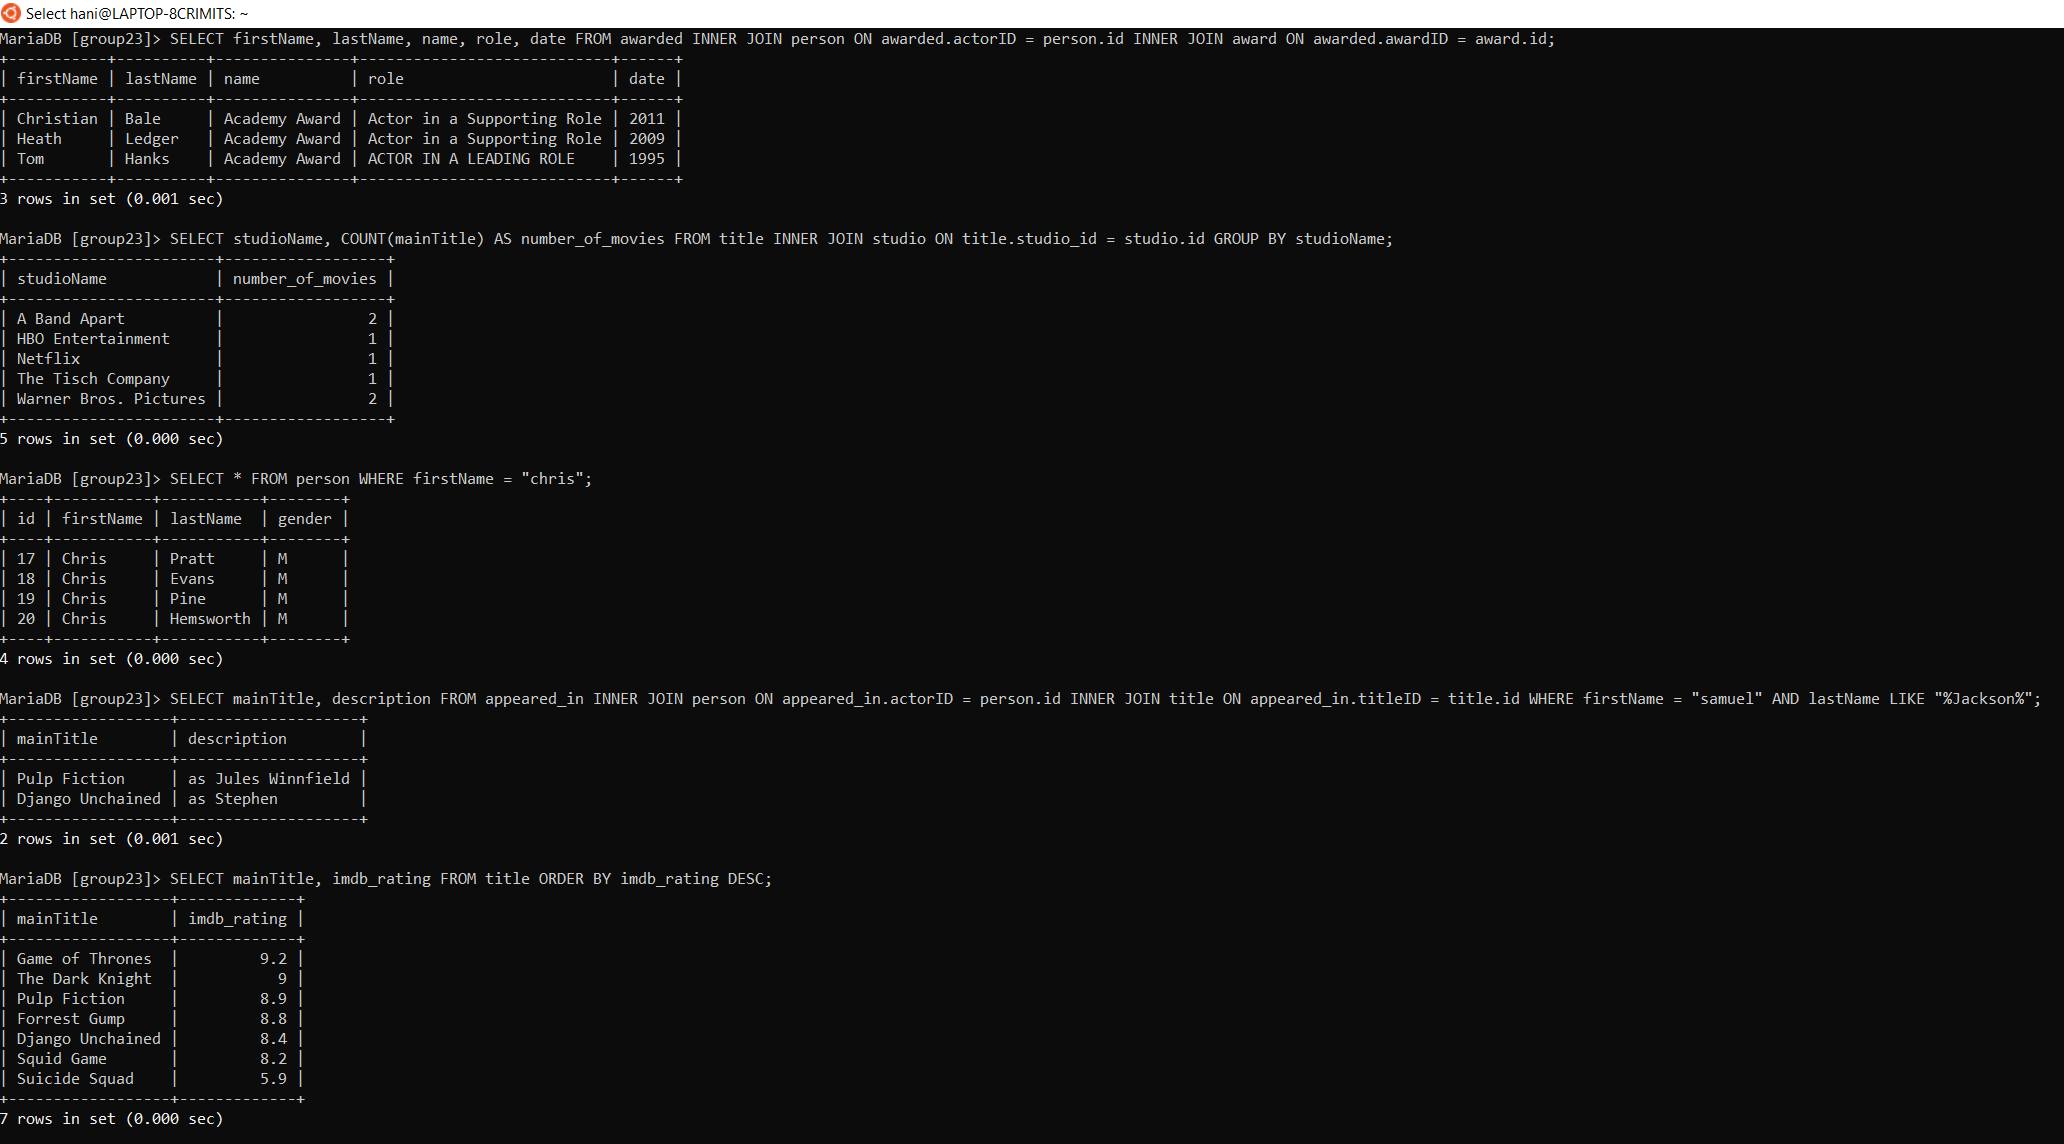 Select hani@LAPTOP-8CRIMITS: ~
MariaDB [group23]> SELECT firstName, lastName, name, role, date FROM awarded INNER JOIN person ON awarded.actorID = person.id INNER JOIN award ON awarded.awardID = award.id;
+-----------+----------+---------------+----------------------------+------+
| firstName | lastName | name          | role                       | date |
+-----------+----------+---------------+----------------------------+------+
| Christian | Bale     | Academy Award | Actor in a Supporting Role | 2011 |
| Heath     | Ledger   | Academy Award | Actor in a Supporting Role | 2009 |
| Tom       | Hanks    | Academy Award | ACTOR IN A LEADING ROLE    | 1995 |
+-----------+----------+---------------+----------------------------+------+
3 rows in set (0.001 sec)
MariaDB [group23]> SELECT studioName, COUNT(mainTitle) AS number_of_movies FROM title INNER JOIN studio ON title.studio_id = studio.id GROUP BY studioName;
+-----------------------+------------------+
| studioName            | number_of_movies |
+-----------------------+------------------+
| A Band Apart          |                2 |
| HBO Entertainment     |                1 |
| Netflix               |                1 |
| The Tisch Company     |                1 |
| Warner Bros. Pictures |                2 |
+-----------------------+------------------+
5 rows in set (0.000 sec)
MariaDB [group23]> SELECT * FROM person WHERE firstName = "chris";
+----+-----------+-----------+--------+
| id | firstName | lastName  | gender |
+----+-----------+-----------+--------+
| 17 | Chris     | Pratt     | M      |
| 18 | Chris     | Evans     | M      |
| 19 | Chris     | Pine      | M      |
| 20 | Chris     | Hemsworth | M      |
+----+-----------+-----------+--------+
4 rows in set (0.000 sec)
MariaDB [group23]> SELECT mainTitle, description FROM appeared_in INNER JOIN person ON appeared_in.actorID = person.id INNER JOIN title ON appeared_in.titleID = title.id WHERE firstName = "samuel" AND lastName LIKE "%Jackson%";
+------------------+--------------------+
| mainTitle        | description        |
+------------------+--------------------+
| Pulp Fiction     | as Jules Winnfield |
| Django Unchained | as Stephen         |
+------------------+--------------------+
2 rows in set (0.001 sec)
MariaDB [group23]> SELECT mainTitle, imdb_rating FROM title ORDER BY imdb_rating DESC;
+------------------+-------------+
| mainTitle        | imdb_rating |
+------------------+-------------+
| Game of Thrones  |         9.2 |
| The Dark Knight  |           9 |
| Pulp Fiction     |         8.9 |
| Forrest Gump     |         8.8 |
| Django Unchained |         8.4 |
| Squid Game       |         8.2 |
| Suicide Squad    |         5.9 |
+------------------+-------------+
7 rows in set (0.000 sec)